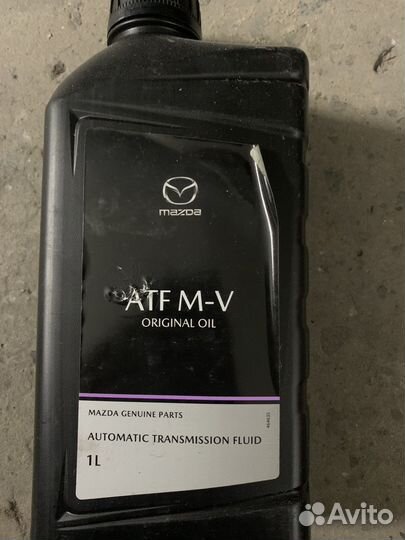 mazda
ATF M-V
ORIGINAL OIL
MAZDA GENUINE PARTS
AUTOMATIC TRANSMISSION FLUID
1L
Avito